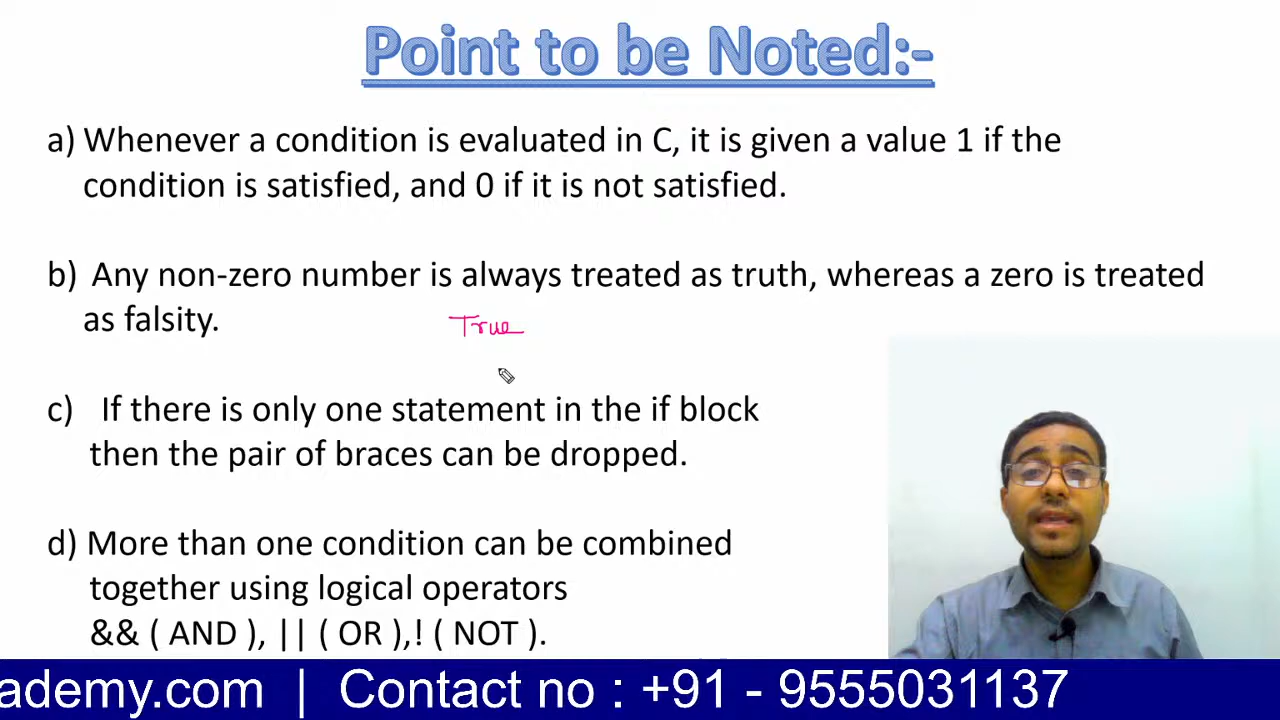 Point to be Noted:-
a) Whenever a condition is evaluated in C, it is given a value 1 if the
condition is satisfied, and 0 if it is not satisfied.
b) Any non-zero number is always treated as truth, whereas a zero is treated
as falsity.
True
c) If there is only one statement in the if block
then the pair of braces can be dropped.
d) More than one condition can be combined
together using logical operators
&& ( AND ), || ( OR ),! ( NOT ).
ademy.com | Contact no : +91 - 9555031137